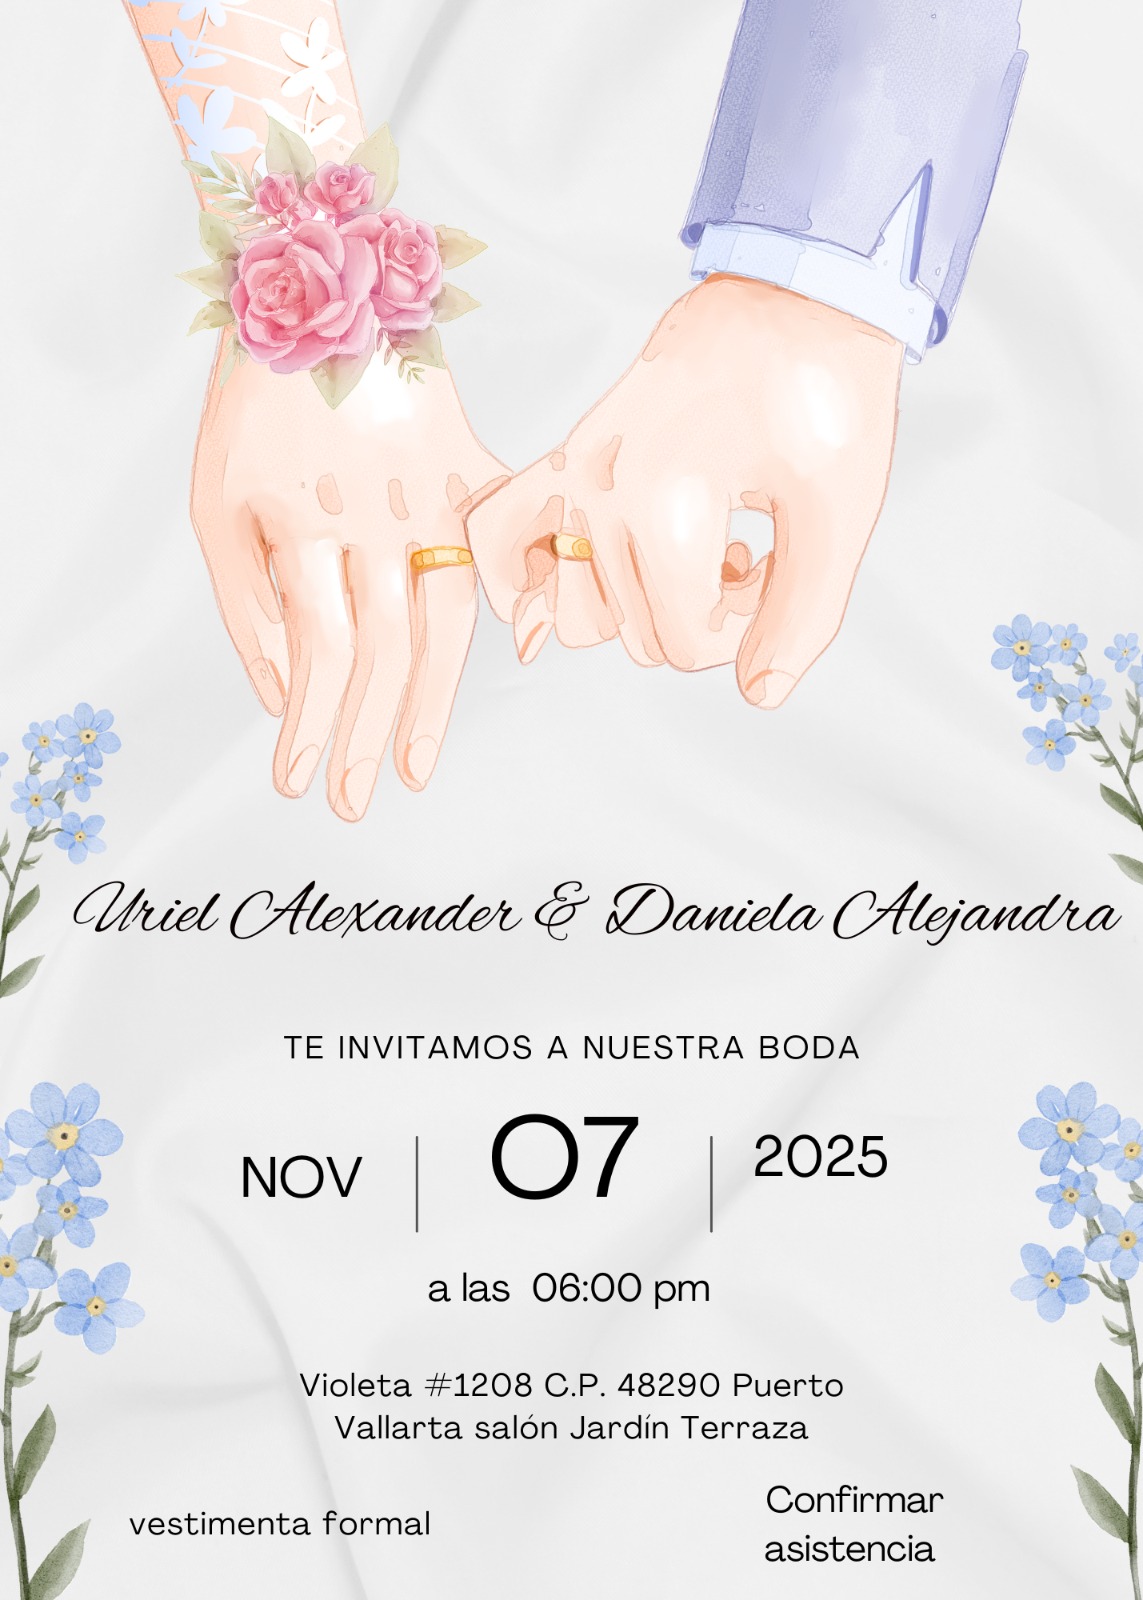 Uriel Alexander & Daniela Alejandra
TE INVITAMOS A NUESTRA BODA
NOV 07 2025
a las 06:00 pm
Violeta #1208 C.P. 48290 Puerto
Vallarta salón Jardín Terraza
vestimenta formal
Confirmar
asistencia